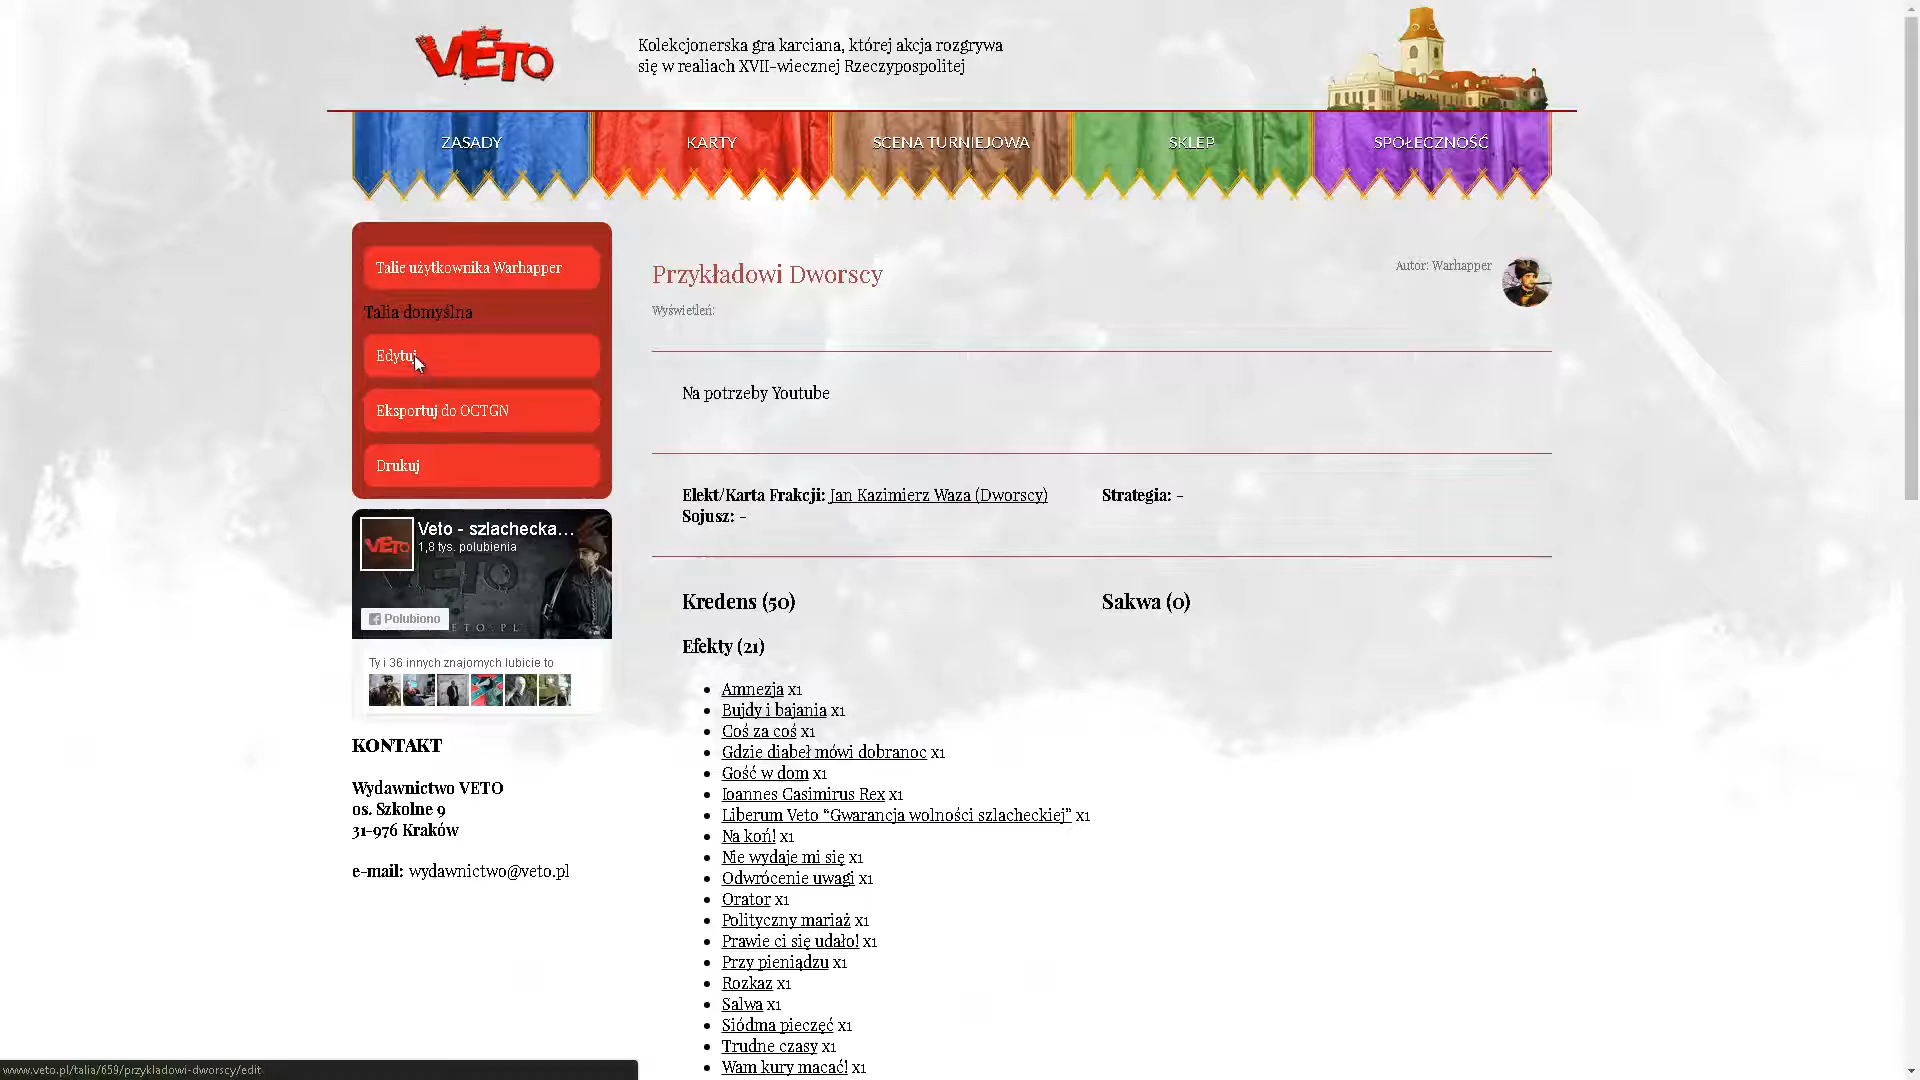 VETO
Kolekcjonerska gra karciana, której akcja rozgrywa
się w realiach XVII-wiecznej Rzeczypospolitej
ZASADY
KARTY
SCENA TURNIEJOWA
SKLEP
SPOŁECZNOŚĆ
Talie użytkownika Warhapper
Talia domyślna
Edytuj
Eksportuj do OCTGN
Drukuj
Veto - szlachecka...
1,8 tys. polubienia
VETO
Polubiono
ETO.PL
Ty i 36 innych znajomych lubicie to
KONTAKT
Wydawnictwo VETO
os. Szkolne 9
31-976 Kraków
e-mail: wydawnictwo@veto.pl
Przykładowi Dworscy
Autor: Warhapper
Wyświetleń:
Na potrzeby Youtube
Elekt/Karta Frakcji: Jan Kazimierz Waza (Dworscy)
Strategia: -
Sojusz: -
Kredens (50)
Sakwa (0)
Efekty (21)
Amnezja x1
Bujdy i bajania x1
Coś za coś x1
Gdzie diabeł mówi dobranoc x1
Gość w dom x1
Ioannes Casimirus Rex x1
Liberum Veto “Gwarancja wolności szlacheckiej” x1
Na koń! x1
Nie wydaje mi się x1
Odwrócenie uwagi x1
Orator x1
Polityczny mariaż x1
Prawie ci się udało! x1
Przy pieniądzu x1
Rozkaz x1
Salwa x1
Siódma pieczęć x1
Trudne czasy x1
Wam kury macać! x1
www.veto.pl/talia/659/przykladowi-dworscy/edit